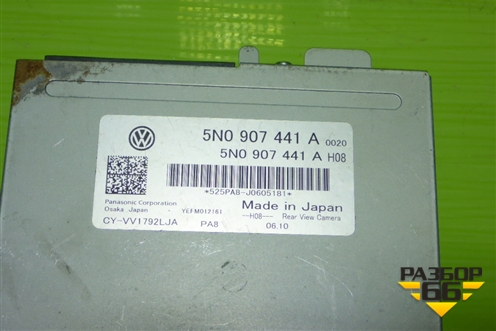 5N0 907 441 A 0020
5N0 907 441 A H08
*525PA8-J0605181*
Panasonic Corporation
Osaka Japan YEFM012181
Made in Japan
—H08— Rear View Camera
CY-VV1792LJA PA8 06.10
РАЗБОР
66